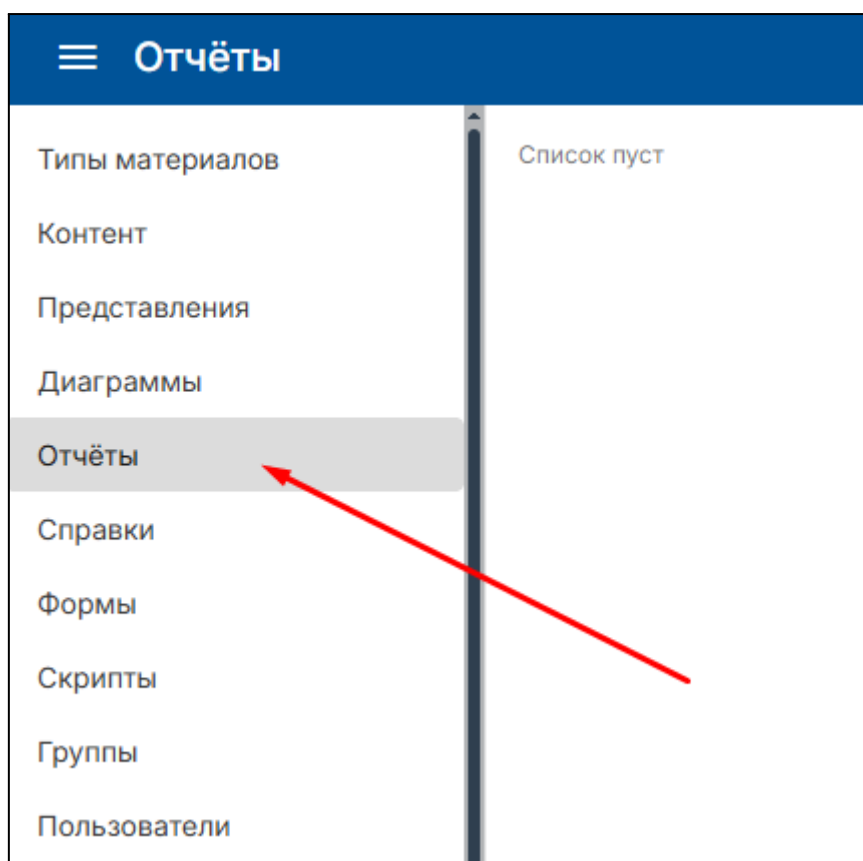 Отчёты
Типы материалов
Контент
Представления
Диаграммы
Отчёты
Справки
Формы
Скрипты
Группы
Пользователи
Список пуст